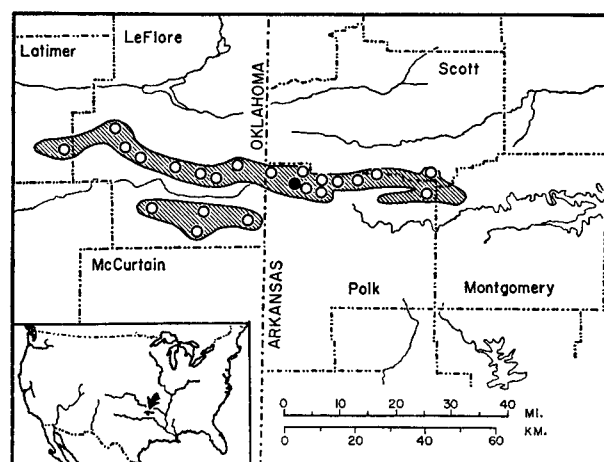 LeFlore
Latimer
OKLAHOMA
Scott
McCurtain
ARKANSAS
Polk
Montgomery
0 10 20 30 40
MI.
KM.
0 20 40 60